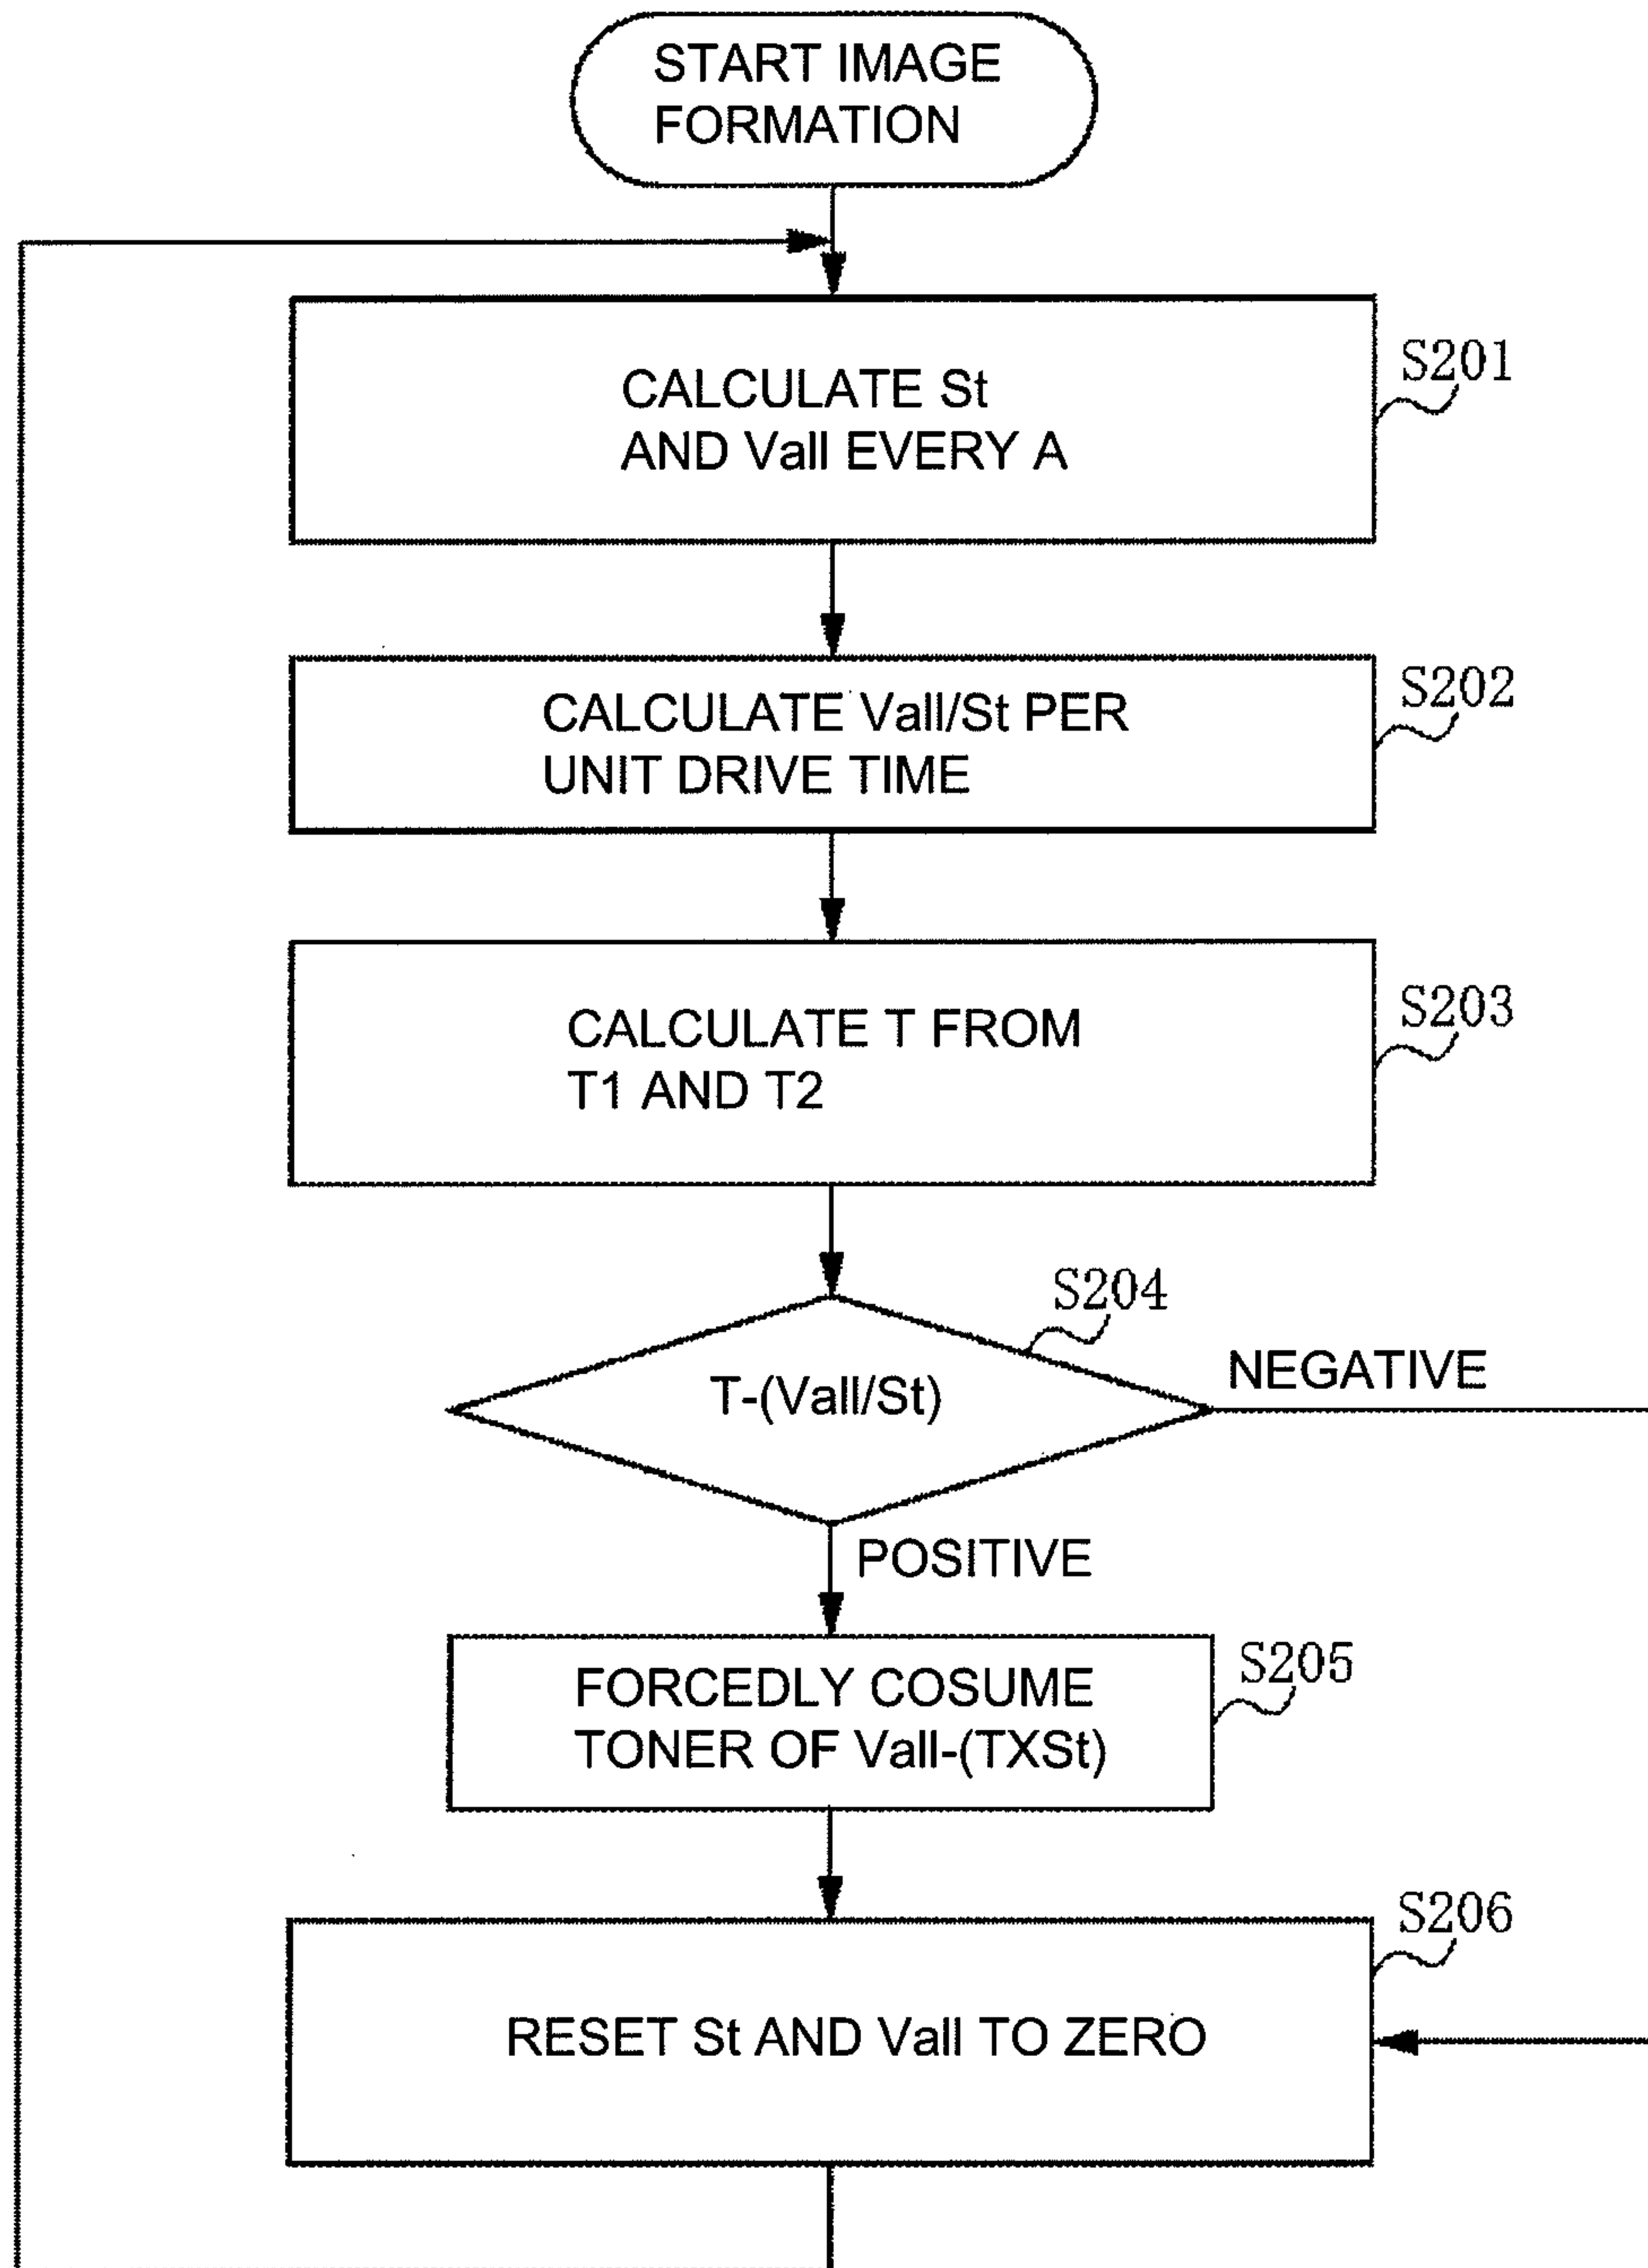 START IMAGE
FORMATION
CALCULATE St
AND Vall EVERY A
S201
CALCULATE Vall/St PER
UNIT DRIVE TIME
S202
CALCULATE T FROM
T1 AND T2
S203
S204
T-(Vall/St)
NEGATIVE
POSITIVE
FORCEDLY COSUME
TONER OF Vall-(TXSt)
S205
RESET St AND Vall TO ZERO
S206